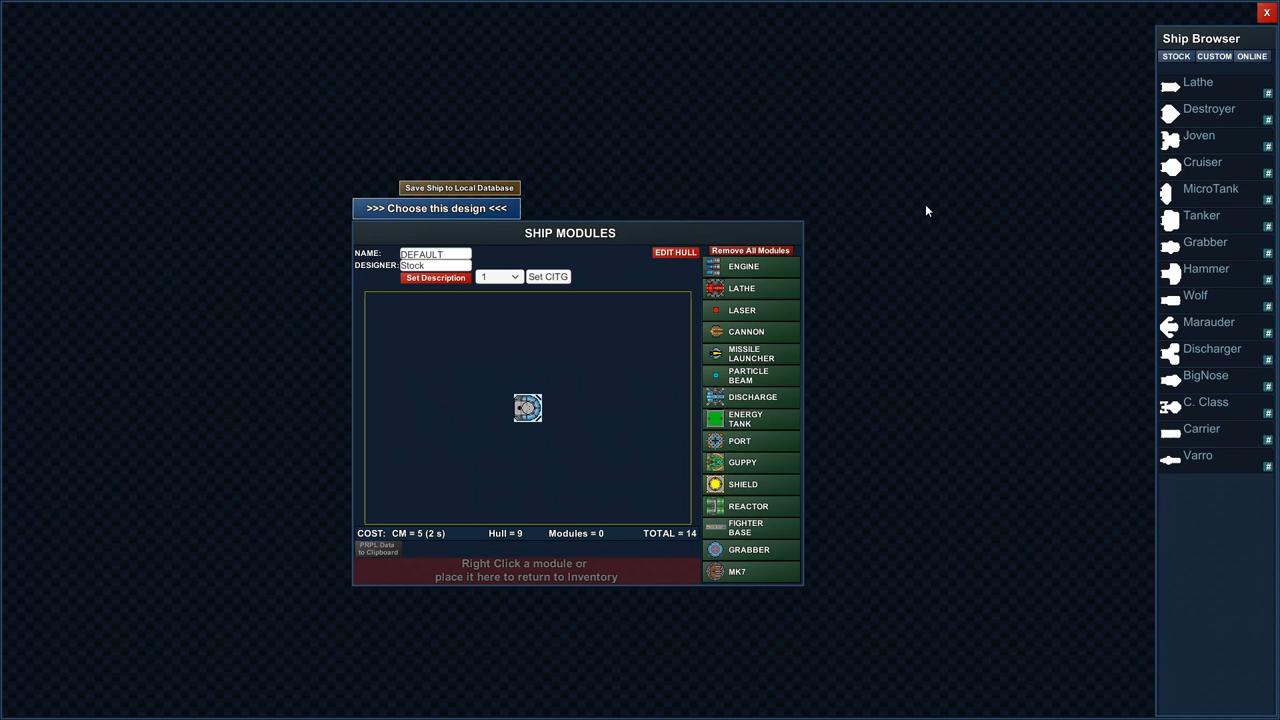 X
Ship Browser
STOCK CUSTOM ONLINE
Lathe
#
Destroyer
#
Joven
#
Cruiser
#
MicroTank
#
Tanker
#
Grabber
#
Hammer
#
Wolf
#
Marauder
#
Discharger
#
BigNose
#
C. Class
#
Carrier
#
Varro
#
Save Ship to Local Database
>>> Choose this design <<<
SHIP MODULES
NAME: DEFAULT
DESIGNER: Stock
Set Description
1
Set CITG
EDIT HULL
Remove All Modules
ENGINE
LATHE
LASER
CANNON
MISSILE
LAUNCHER
PARTICLE
BEAM
DISCHARGE
ENERGY
TANK
PORT
GUPPY
SHIELD
REACTOR
FIGHTER
BASE
GRABBER
MK7
COST: CM = 5 (2 s) Hull = 9 Modules = 0 TOTAL = 14
PRPL Data
to Clipboard
Right Click a module or
place it here to return to Inventory